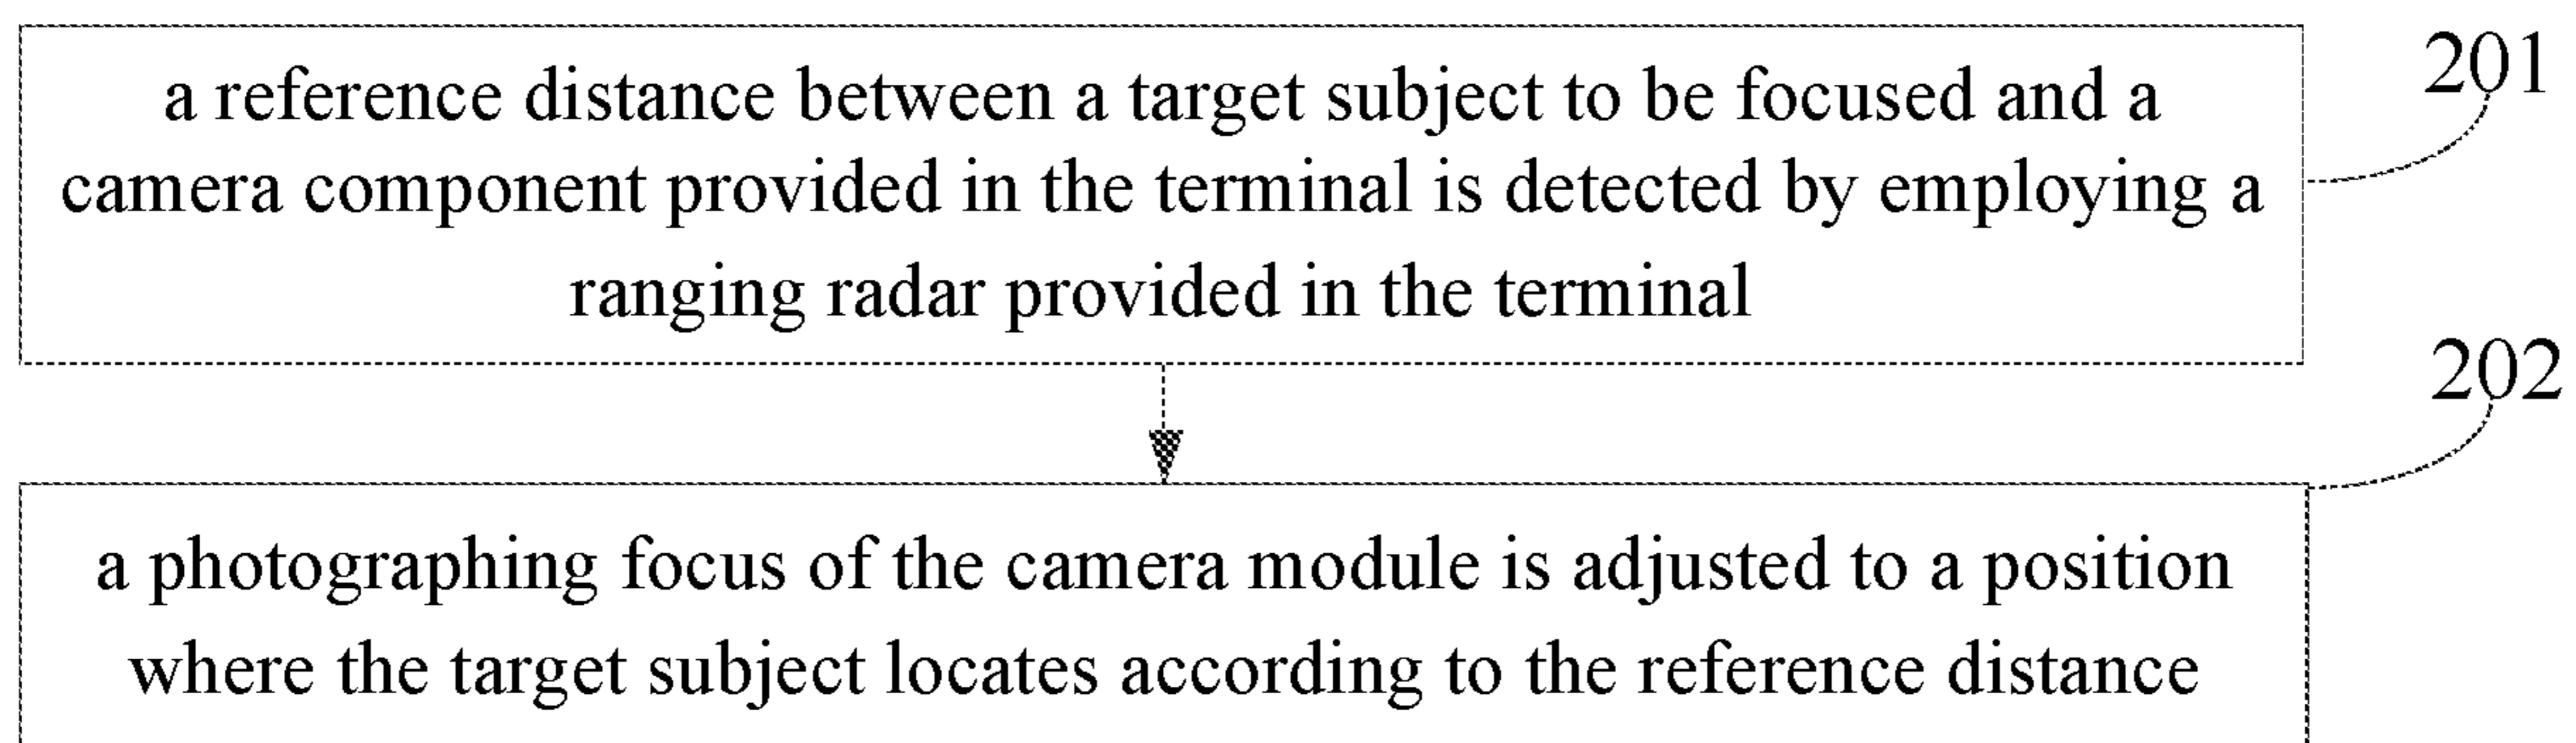 a reference distance between a target subject to be focused and a
camera component provided in the terminal is detected by employing a
ranging radar provided in the terminal
201
202
a photographing focus of the camera module is adjusted to a position
where the target subject locates according to the reference distance